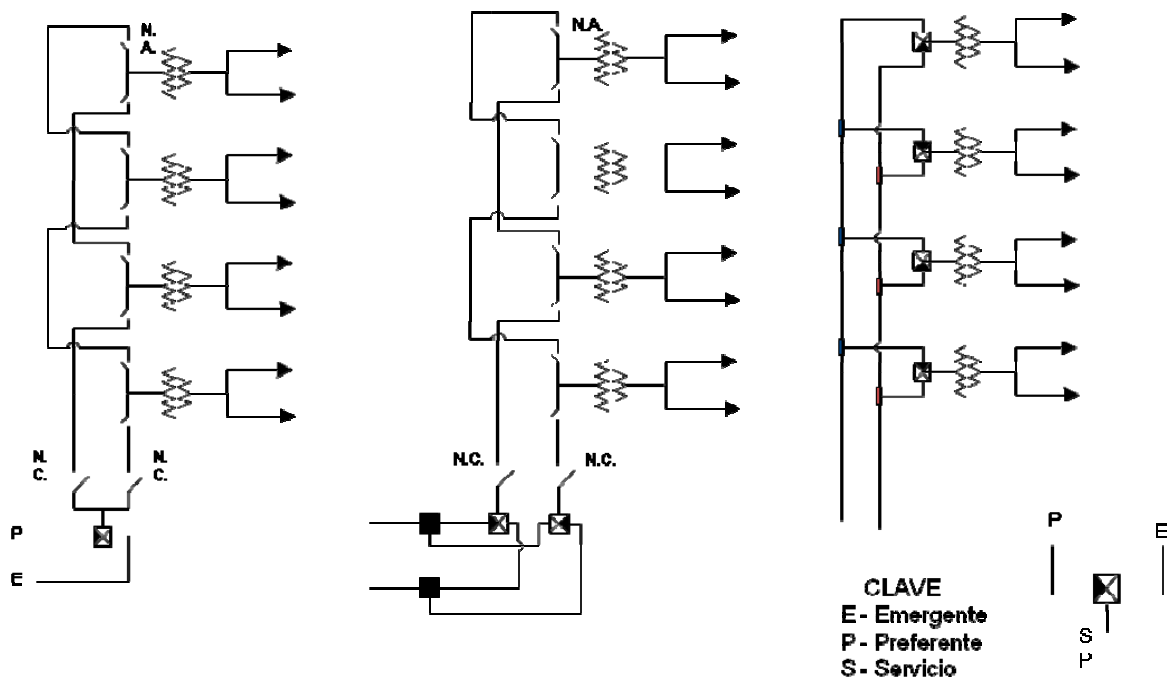 N.
A.
N.A.
N.
C.
N.
C.
N.C.
N.C.
P
E
P
E
S
P
CLAVE
E - Emergente
P - Preferente
S - Servicio